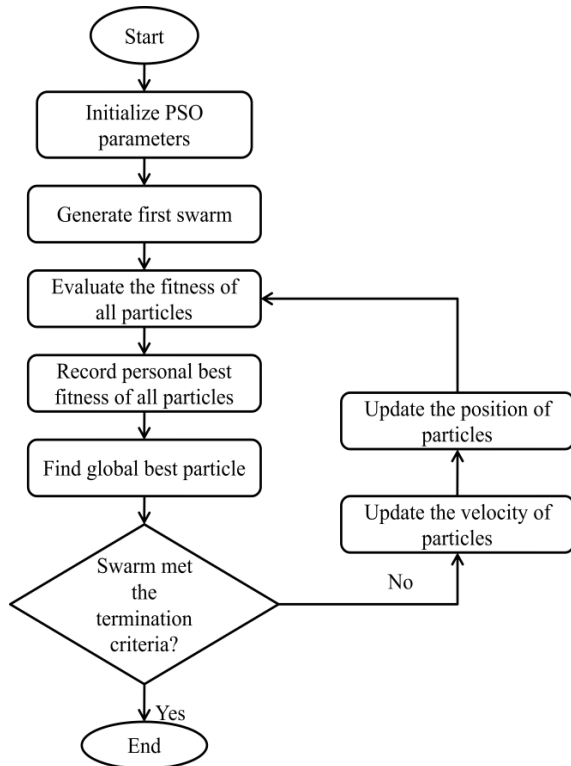 Start
Initialize PSO
parameters
Generate first swarm
Evaluate the fitness of
all particles
Record personal best
fitness of all particles
Find global best particle
Swarm met
the
termination
criteria?
No
Update the velocity of
particles
Update the position of
particles
Yes
End